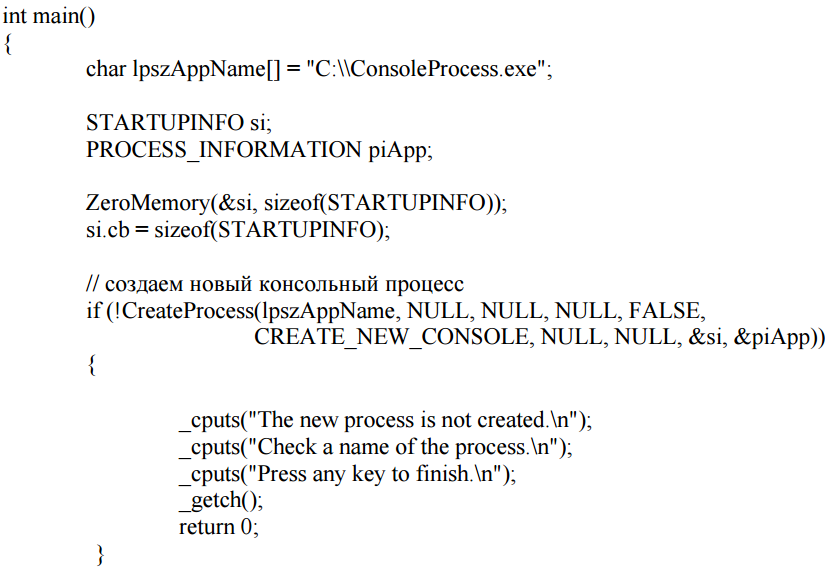 int main()
{
char lpszAppName[] = "C:\\ConsoleProcess.exe";
STARTUPINFO si;
PROCESS_INFORMATION piApp;
ZeroMemory(&si, sizeof(STARTUPINFO));
si.cb = sizeof(STARTUPINFO);
// создаем новый консольный процесс
if (!CreateProcess(lpszAppName, NULL, NULL, NULL, FALSE,
CREATE_NEW_CONSOLE, NULL, NULL, &si, &piApp))
{
_cputs("The new process is not created.\n");
_cputs("Check a name of the process.\n");
_cputs("Press any key to finish.\n");
_getch();
return 0;
}